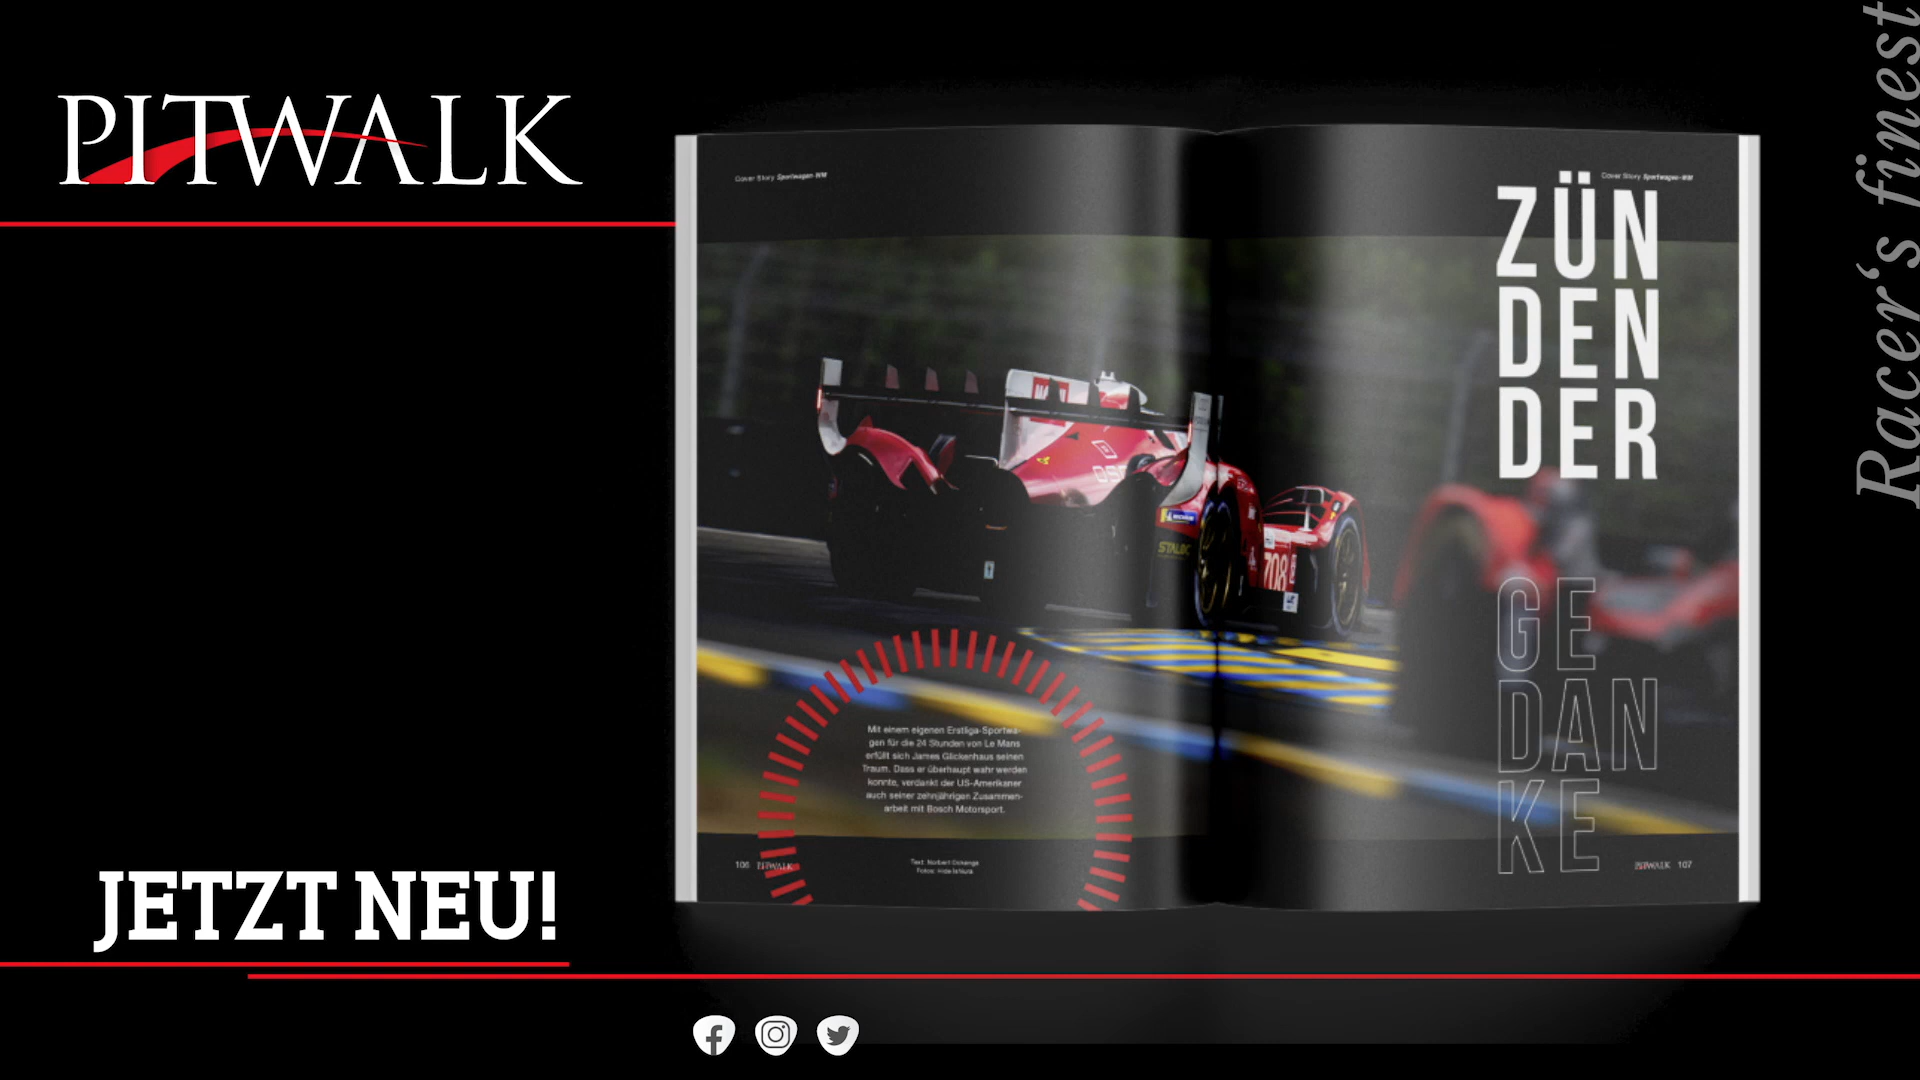 PITWALK
Racer's finest
Cover Story Sportwagen-WM
Cover Story Sportwagen-WM
ZÜN
DEN
DER
GE
DAN
KE
708
Mit einem eigenen Erstliga-Sportwa-
gen für die 24 Stunden von Le Mans
erfüllt sich James Glickenhaus seinen
Traum. Dass er überhaupt wahr werden
konnte, verdankt der US-Amerikaner
auch seiner zehnjährigen Zusammen-
arbeit mit Bosch Motorsport.
106 PITWALK
Text: Norbert Ockenga
PITWALK 107
JETZT NEU!